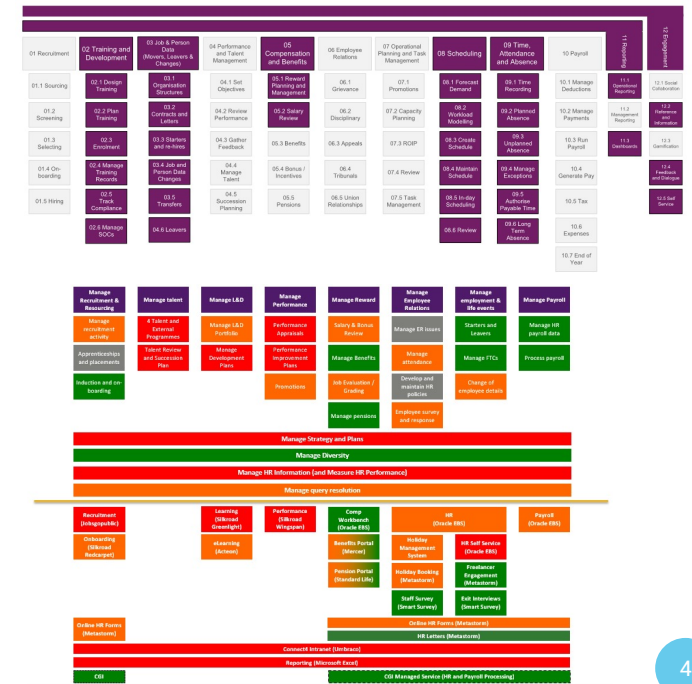 01 Recruitment
02 Training and
Development
03 Job & Person
Data
(Movers, Leavers &
Changes)
04 Performance
and Talent
Management
05
Compensation
and Benefits
06 Employee
Relations
07 Operational
Planning and Task
Management
08 Scheduling
09 Time,
Attendance
and Absence
10 Payroll
11 Reporting
12 Engagement
01.1 Sourcing
01.2
Screening
01.3
Selecting
01.4 On-
boarding
01.5 Hiring
02.1 Design
Training
02.2 Plan
Training
02.3
Enrolment
02.4 Manage
Training
Records
02.5
Track
Compliance
02.6 Manage
SOCs
03.1
Organisation
Structures
03.2
Contracts and
Letters
03.3 Starters
and re-hires
03.4 Job and
Person Data
Changes
03.5
Transfers
04.6 Leavers
04.1 Set
Objectives
04.2 Review
Performance
04.3 Gather
Feedback
04.4
Manage
Talent
04.5
Succession
Planning
05.1 Reward
Planning and
Management
05.2 Salary
Review
05.3 Benefits
05.4 Bonus /
Incentives
05.5
Pensions
06.1
Grievance
06.2
Disciplinary
06.3 Appeals
06.4
Tribunals
06.5 Union
Relationships
07.1
Promotions
07.2 Capacity
Planning
07.3 ROIP
07.4 Review
07.5 Task
Management
08.1 Forecast
Demand
08.2
Workload
Modelling
08.3 Create
Schedule
08.4 Maintain
Schedule
08.5 In-day
Scheduling
08.6 Review
09.1 Time
Recording
09.2 Planned
Absence
09.3
Unplanned
Absence
09.4 Manage
Exceptions
09.5
Authorise
Payable Time
09.6 Long
Term
Absence
10.1 Manage
Deductions
10.2 Manage
Payments
10.3 Run
Payroll
10.4
Generate Pay
10.5 Tax
10.6
Expenses
10.7 End of
Year
11.1
Operational
Reporting
11.2
Management
Reporting
11.3
Dashboards
12.1 Social
Collaboration
12.2
Reference
and
Information
12.3
Gamification
12.4
Feedback
and Dialogue
12.5 Self
Service
Manage
Recruitment &
Resourcing
Manage talent
Manage L&D
Manage
Performance
Manage Reward
Manage
Employee
Relations
Manage
employment &
life events
Manage Payroll
Manage
recruitment
activity
Apprenticeships
and placements
Induction and on-
boarding
4 Talent and
External
Programmes
Talent Review
and Succession
Plan
Manage L&D
Portfolio
Manage
Development
Plans
Performance
Appraisals
Performance
Improvement
Plans
Promotions
Salary & Bonus
Review
Manage Benefits
Job Evaluation /
Grading
Manage pensions
Manage ER issues
Manage
attendance
Develop and
maintain HR
policies
Employee survey
and response
Starters and
Leavers
Manage FTCs
Change of
employee details
Manage HR
payroll data
Process payroll
Manage Strategy and Plans
Manage Diversity
Manage HR Information (and Measure HR Performance)
Manage query resolution
Recruitment
(Jobsgopublic)
Onboarding
(Silkroad
Redcarpet)
Learning
(Silkroad
Greenlight)
eLearning
(Acteon)
Performance
(Silkroad
Wingspan)
Comp
Workbench
(Oracle EBS)
Benefits Portal
(Mercer)
Pension Portal
(Standard Life)
HR
(Oracle EBS)
Holiday
Management
System
Holiday Booking
(Metastorm)
Staff Survey
(Smart Survey)
HR Self Service
(Oracle EBS)
Freelancer
Engagement
(Metastorm)
Exit Interviews
(Smart Survey)
Payroll
(Oracle EBS)
Online HR Forms
(Metastorm)
Online HR Forms (Metastorm)
HR Letters (Metastorm)
Connect4 Intranet (Umbraco)
Reporting (Microsoft Excel)
CGI
CGI Managed Service (HR and Payroll Processing)
4